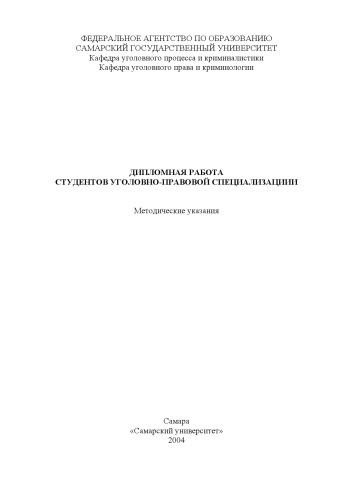 ФЕДЕРАЛЬНОЕ АГЕНТСТВО ПО ОБРАЗОВАНИЮ
САМАРСКИЙ ГОСУДАРСТВЕННЫЙ УНИВЕРСИТЕТ
Кафедра уголовного процесса и криминалистики
Кафедра уголовного права и криминологии
ДИПЛОМНАЯ РАБОТА
СТУДЕНТОВ УГОЛОВНО-ПРАВОВОЙ СПЕЦИАЛИЗАЦИИИ
Методические указания
Самара
«Самарский университет»
2004